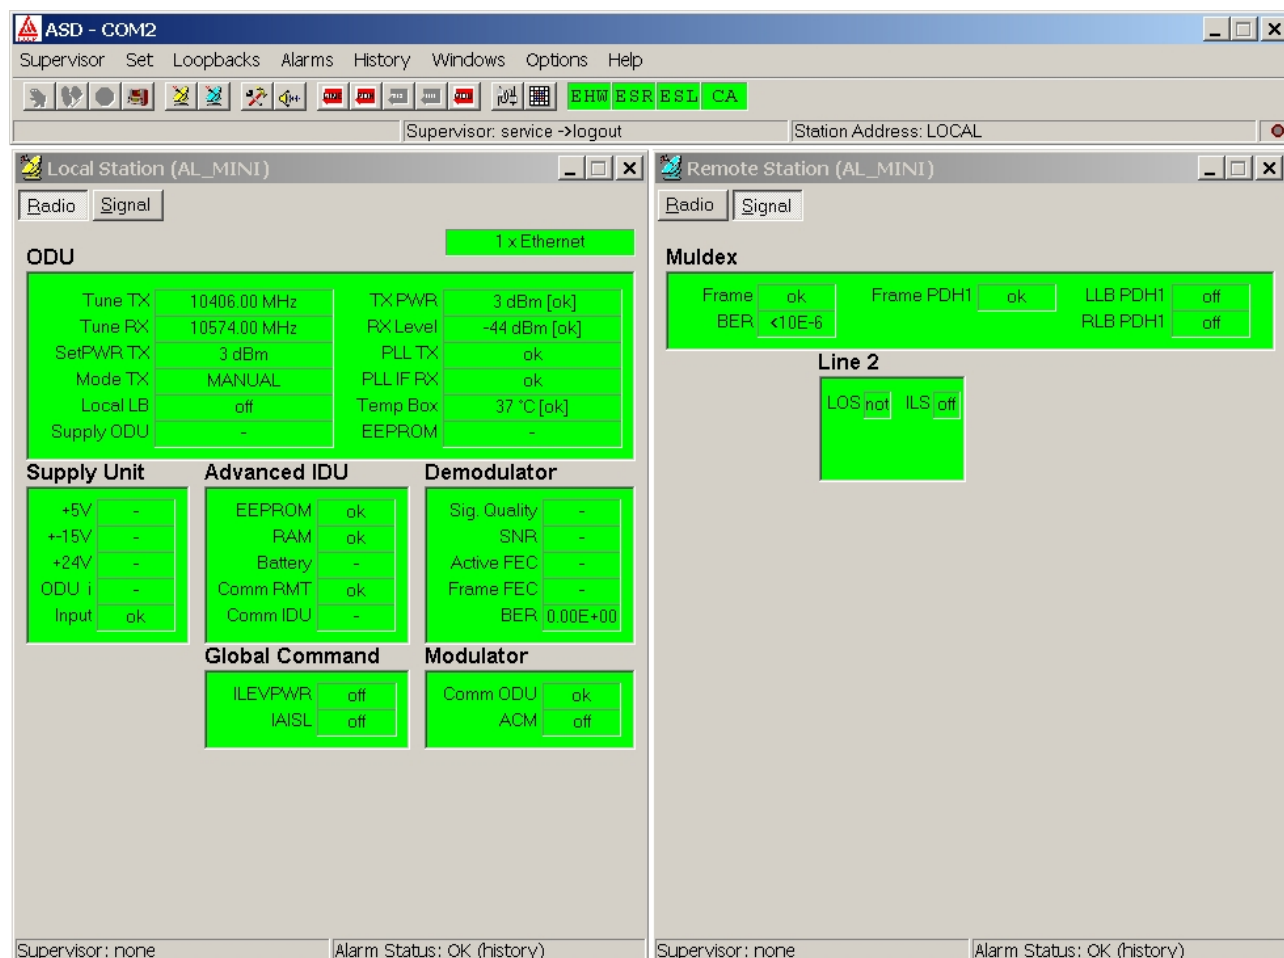 ASD - COM2
Supervisor Set Loopbacks Alarms History Windows Options Help
EHW ESR ESL CA
Supervisor: service ->logout Station Address: LOCAL
Local Station (AL_MINI)
Radio Signal
1 x Ethernet
ODU
Tune TX 10406.00 MHz TX PWR 3 dBm [ok]
Tune RX 10574.00 MHz RX Level -44 dBm [ok]
SetPWR TX 3 dBm PLL TX ok
Mode TX MANUAL PLL IF RX ok
Local LB off Temp Box 37 °C [ok]
Supply ODU - EEPROM -
Supply Unit Advanced IDU Demodulator
+5V - EEPROM ok Sig. Quality -
+-15V - RAM ok SNR -
+24V - Battery - Active FEC -
ODU i - Comm RMT ok Frame FEC -
Input ok Comm IDU - BER 0.00E+00
Global Command Modulator
ILEVPWR off Comm ODU ok
IAISL off ACM off
Supervisor: none Alarm Status: OK (history)
Remote Station (AL_MINI)
Radio Signal
Muldex
Frame ok Frame PDH1 ok LLB PDH1 off
BER <10E-6 RLB PDH1 off
Line 2
LOS not ILS off
Supervisor: none Alarm Status: OK (history)